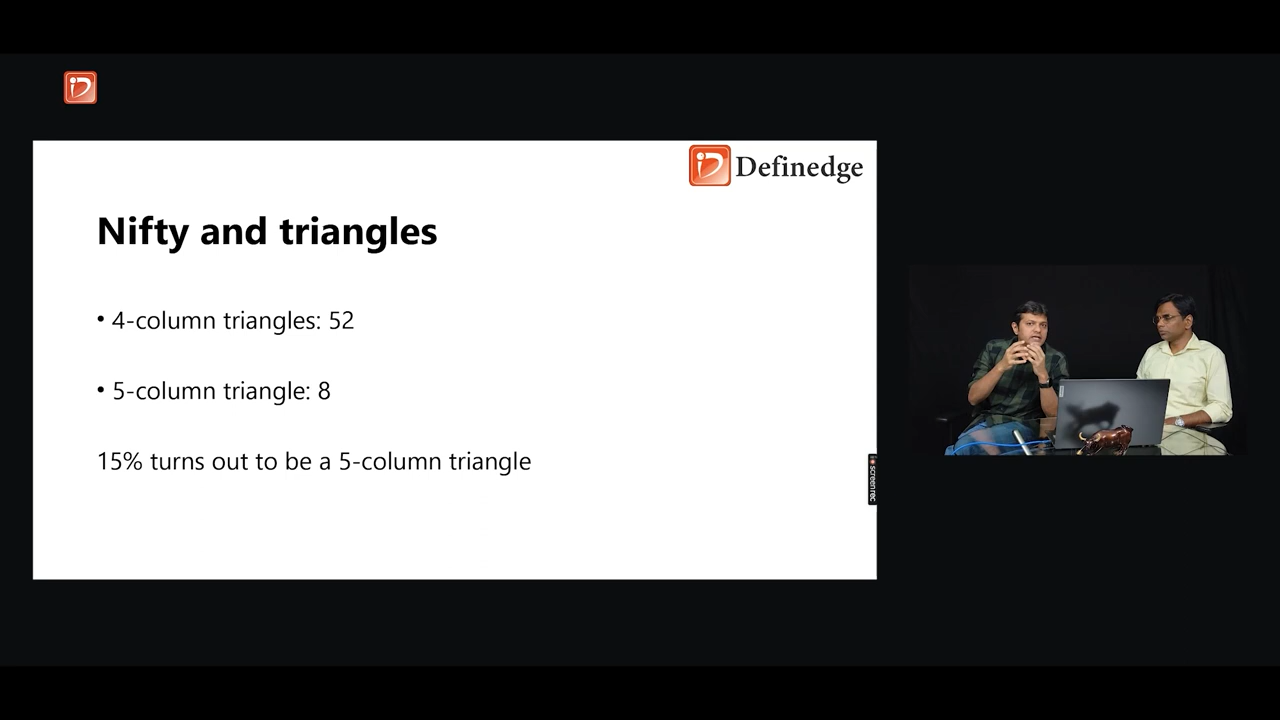 Definedge
Nifty and triangles
• 4-column triangles: 52
• 5-column triangle: 8
15% turns out to be a 5-column triangle
screenrec